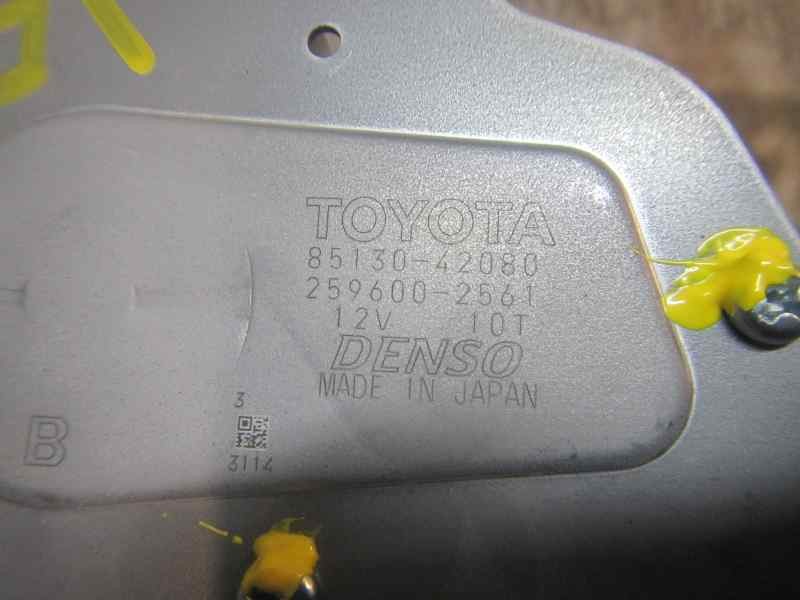 TOYOTA
85130-42080
259600-2561
12V 10T
DENSO
MADE IN JAPAN
3
B
3114